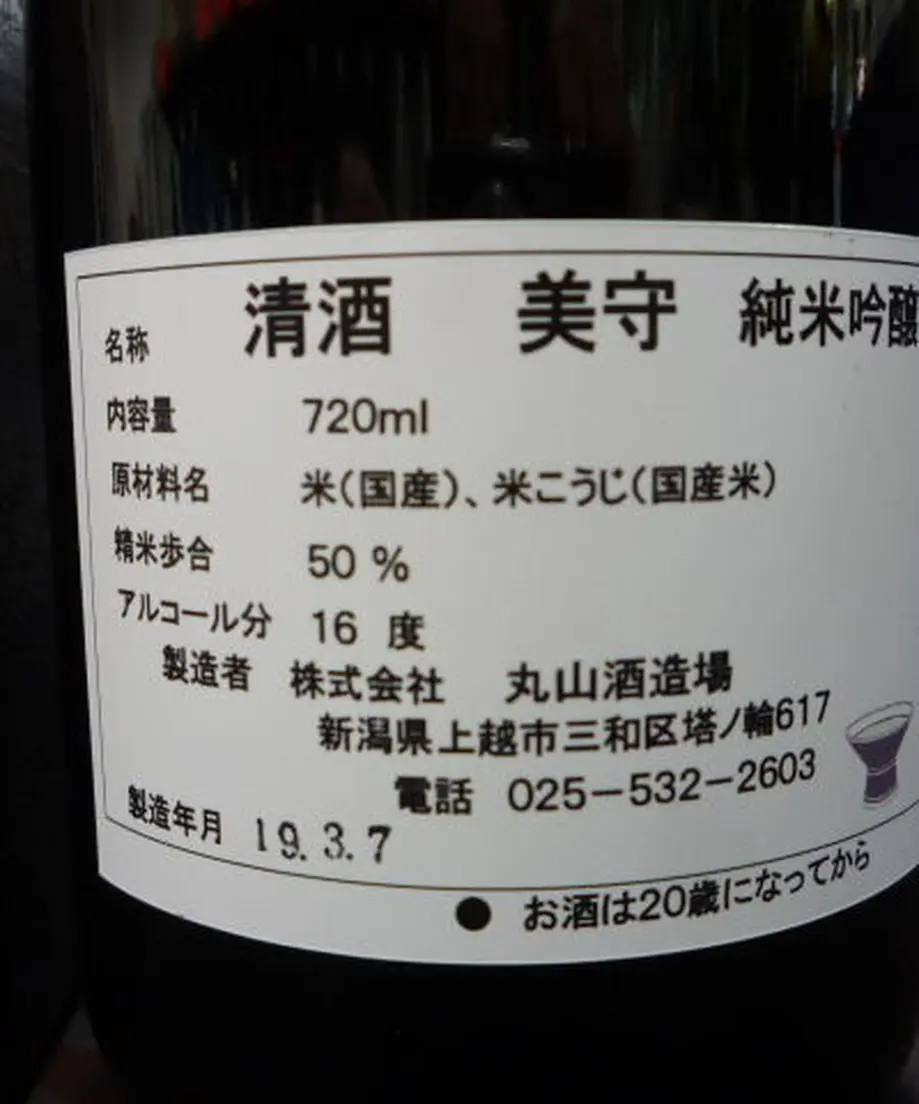 名称 清酒 美守 純米吟醸
内容量 720ml
原材料名 米(国産)、米こうじ(国産米)
精米歩合 50 %
アルコール分 16 度
製造者 株式会社 丸山酒造場
新潟県上越市三和区塔ノ輪617
電話 025-532-2603
製造年月 19.3.7
● お酒は20歳になってから